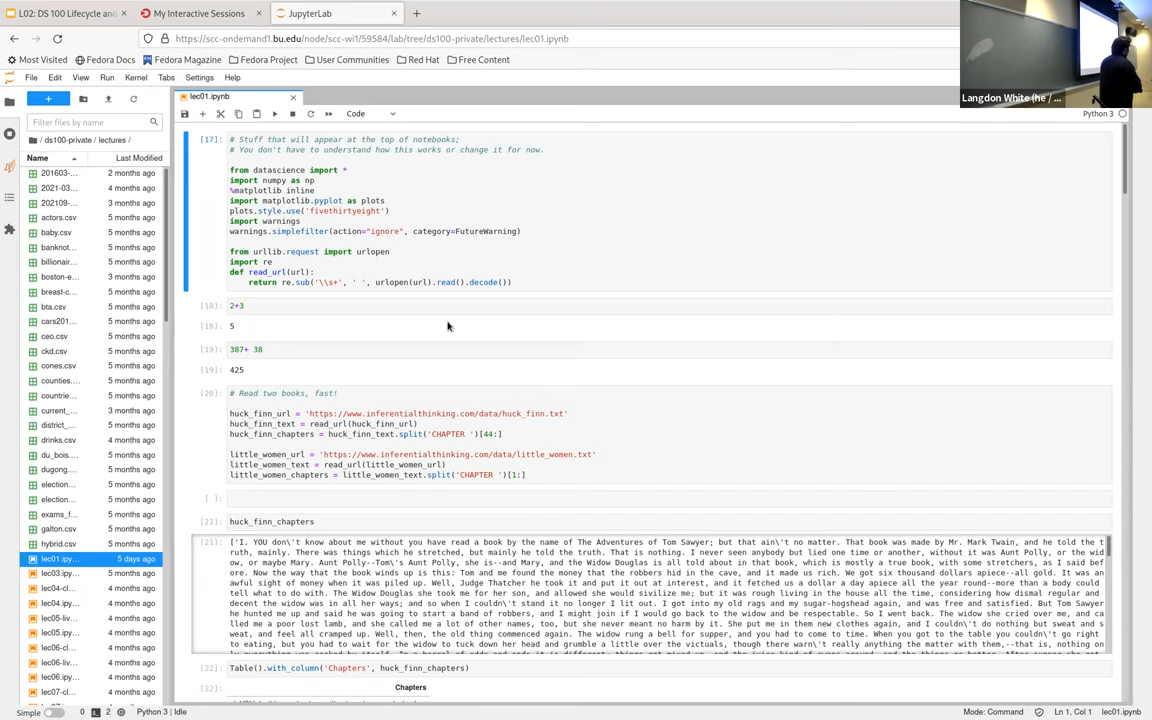 L02: DS 100 Lifecycle and
My Interactive Sessions
JupyterLab
https://scc-ondemand1.bu.edu/node/scc-wi1/59584/lab/tree/ds100-private/lectures/lec01.ipynb
Most Visited Fedora Docs Fedora Magazine Fedora Project User Communities Red Hat Free Content
Langdon White (he / ...
File Edit View Run Kernel Tabs Settings Help
lec01.ipynb
Code
Python 3
Filter files by name
/ ds100-private / lectures /
Name Last Modified
201603-... 2 months ago
2021-03... 4 months ago
202109-... 3 months ago
actors.csv 5 months ago
baby.csv 5 months ago
banknot... 5 months ago
billionair... 5 months ago
boston-e... 3 months ago
breast-c... 5 months ago
bta.csv 5 months ago
cars201... 5 months ago
ceo.csv 5 months ago
ckd.csv 5 months ago
cones.csv 5 months ago
counties... 5 months ago
countrie... 5 months ago
current_... 3 months ago
district_... 4 months ago
drinks.csv 4 months ago
du_bois... 5 months ago
dugong... 5 months ago
election... 5 months ago
election... 5 months ago
exams_f... 5 months ago
galton.csv 5 months ago
hybrid.csv 5 months ago
lec01.ipy... 5 days ago
lec03.ipy... 5 months ago
lec04-cl... 4 months ago
lec04.ipy... 5 months ago
lec05-liv... 4 months ago
lec05.ipy... 5 months ago
lec06-cl... 4 months ago
lec06-liv... 4 months ago
lec06.ipy... 5 months ago
lec07-cl... 4 months ago
[17]:
# Stuff that will appear at the top of notebooks;
# You don't have to understand how this works or change it for now.
from datascience import *
import numpy as np
%matplotlib inline
import matplotlib.pyplot as plots
plots.style.use('fivethirtyeight')
import warnings
warnings.simplefilter(action="ignore", category=FutureWarning)
from urllib.request import urlopen
import re
def read_url(url):
return re.sub('\\s+', ' ', urlopen(url).read().decode())
[18]: 2+3
[18]: 5
[19]: 387+ 38
[19]: 425
[20]: # Read two books, fast!
huck_finn_url = 'https://www.inferentialthinking.com/data/huck_finn.txt'
huck_finn_text = read_url(huck_finn_url)
huck_finn_chapters = huck_finn_text.split('CHAPTER ')[44:]
little_women_url = 'https://www.inferentialthinking.com/data/little_women.txt'
little_women_text = read_url(little_women_url)
little_women_chapters = little_women_text.split('CHAPTER ')[1:]
[ ]:
[21]: huck_finn_chapters
[21]: ['I. YOU don\'t know about me without you have read a book by the name of The Adventures of Tom Sawyer; but that ain\'t no matter. That book was made by Mr. Mark Twain, and he told the t
ruth, mainly. There was things which he stretched, but mainly he told the truth. That is nothing. I never seen anybody but lied one time or another, without it was Aunt Polly, or the wid
ow, or maybe Mary. Aunt Polly--Tom\'s Aunt Polly, she is--and Mary, and the Widow Douglas is all told about in that book, which is mostly a true book, with some stretchers, as I said bef
ore. Now the way that the book winds up is this: Tom and me found the money that the robbers hid in the cave, and it made us rich. We got six thousand dollars apiece--all gold. It was an
awful sight of money when it was piled up. Well, Judge Thatcher he took it and put it out at interest, and it fetched us a dollar a day apiece all the year round--more than a body could
tell what to do with. The Widow Douglas she took me for her son, and allowed she would sivilize me; but it was rough living in the house all the time, considering how dismal regular and
decent the widow was in all her ways; and so when I couldn\'t stand it no longer I lit out. I got into my old rags and my sugar-hogshead again, and was free and satisfied. But Tom Sawyer
he hunted me up and said he was going to start a band of robbers, and I might join if I would go back to the widow and be respectable. So I went back. The widow she cried over me, and ca
lled me a poor lost lamb, and she called me a lot of other names, too, but she never meant no harm by it. She put me in them new clothes again, and I couldn\'t do nothing but sweat and s
weat, and feel all cramped up. Well, then, the old thing commenced again. The widow rung a bell for supper, and you had to come to time. When you got to the table you couldn\'t go right
to eating, but you had to wait for the widow to tuck down her head and grumble a little over the victuals, though there warn\'t really anything the matter with them,--that is, nothing on
[22]: Table().with_column('Chapters', huck_finn_chapters)
[22]: Chapters
Simple 0 2 Python 3 | Idle Mode: Command Ln 1, Col 1 lec01.ipynb